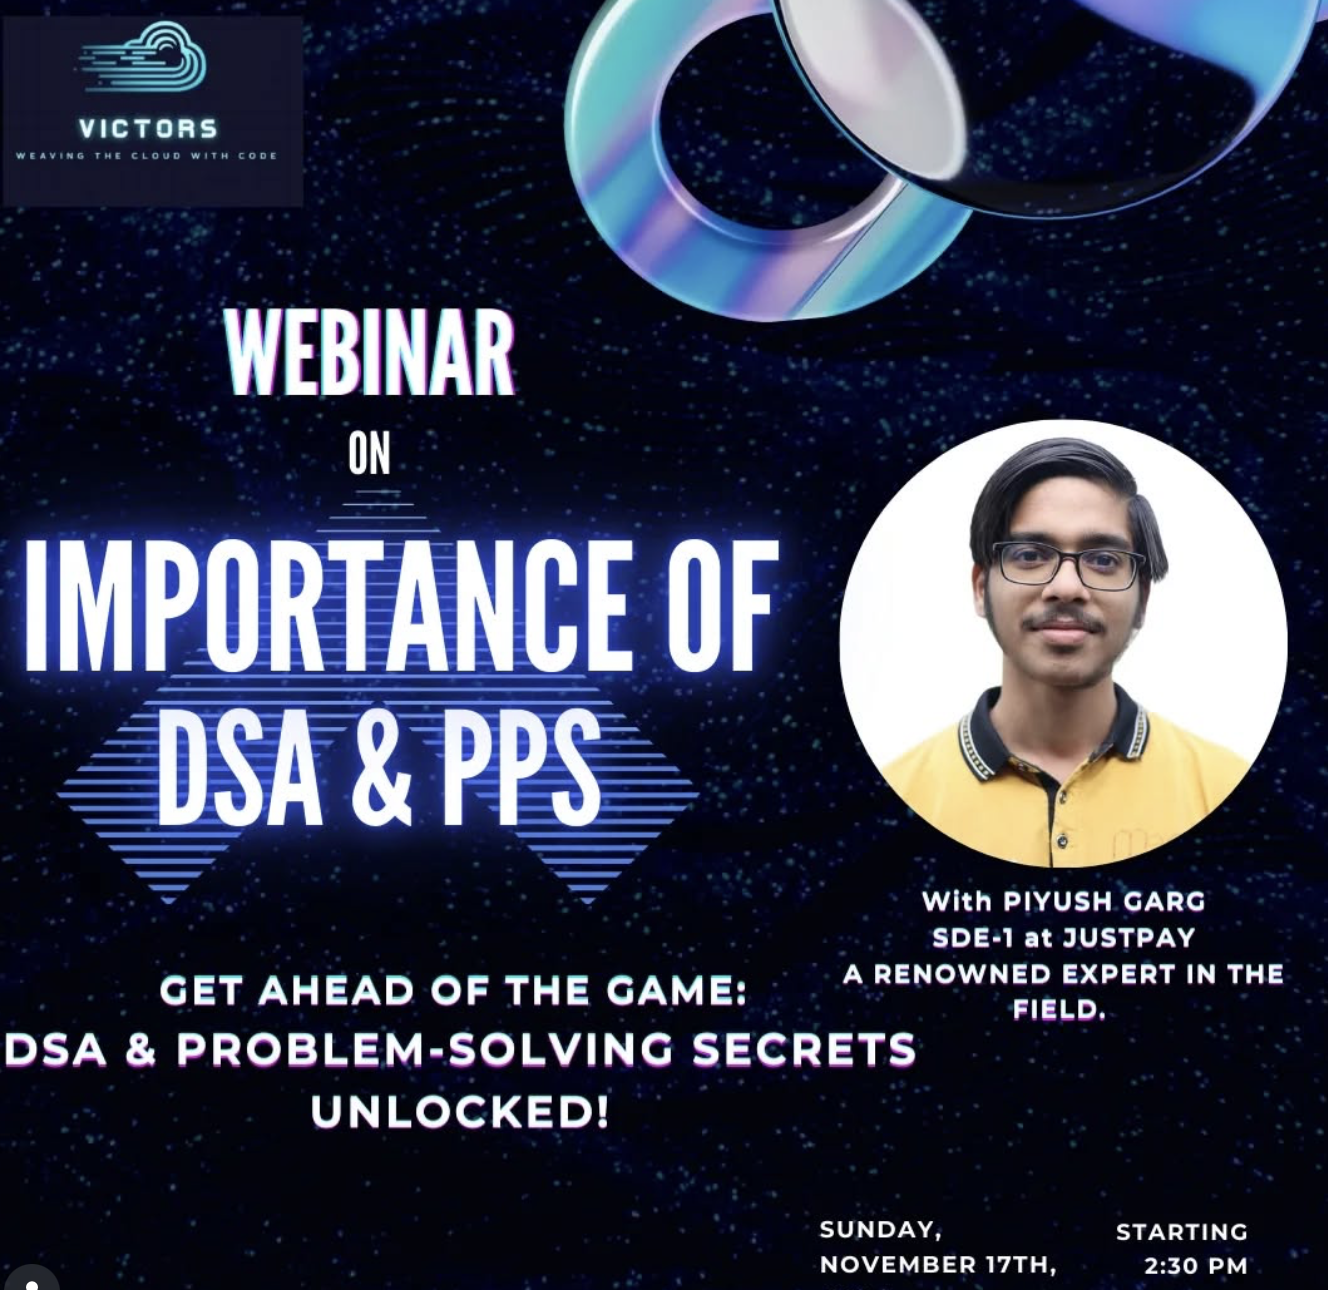 VICTORS
WEAVING THE CLOUD WITH CODE
WEBINAR
ON
IMPORTANCE OF
DSA & PPS
With PIYUSH GARG
SDE-1 at JUSTPAY
A RENOWNED EXPERT IN THE
FIELD.
GET AHEAD OF THE GAME:
DSA & PROBLEM-SOLVING SECRETS
UNLOCKED!
SUNDAY,
NOVEMBER 17TH,
STARTING
2:30 PM